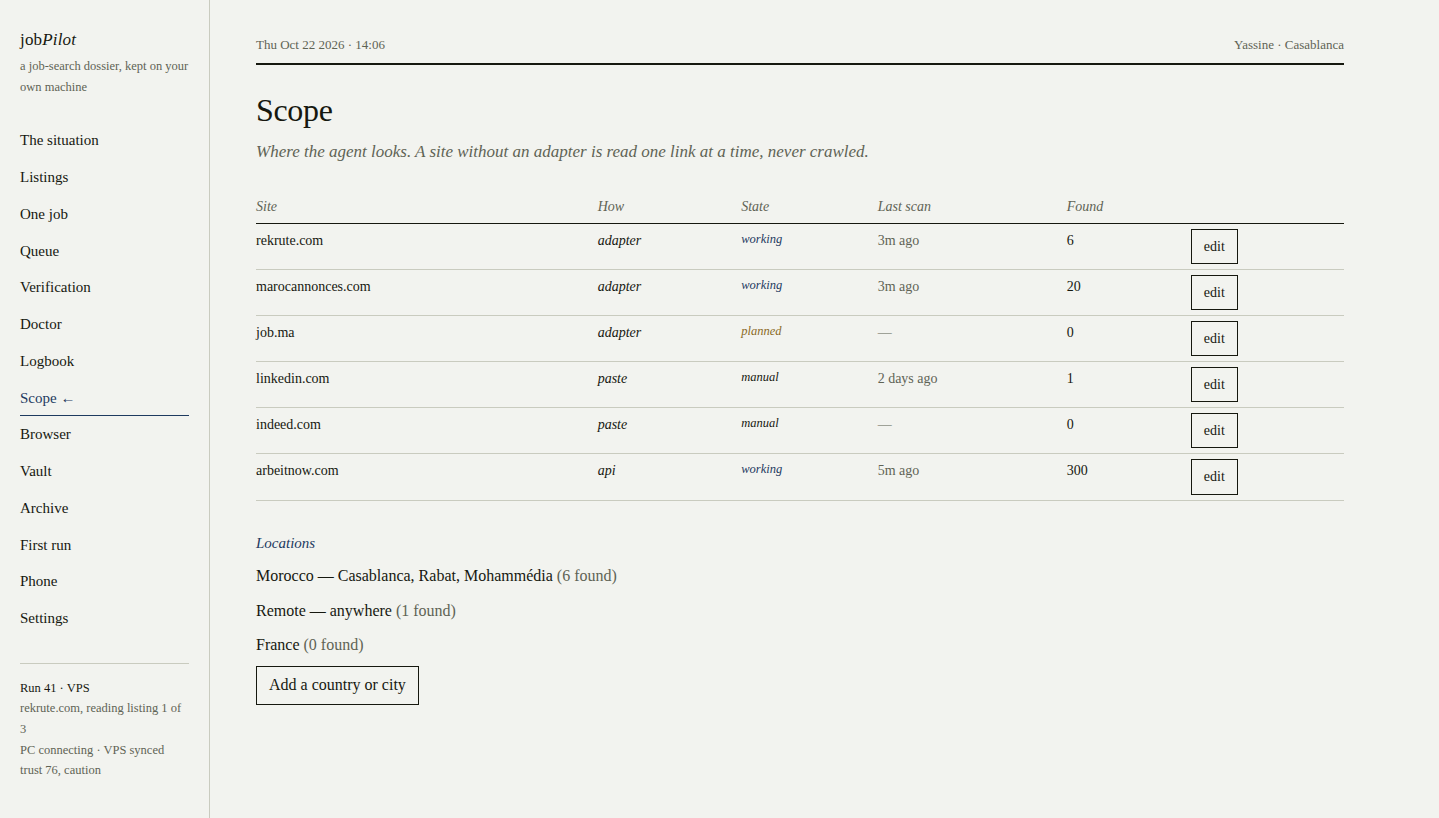 jobPilot
a job-search dossier, kept on your
own machine
The situation
Listings
One job
Queue
Verification
Doctor
Logbook
Scope ←
Browser
Vault
Archive
First run
Phone
Settings
Run 41 · VPS
rekrute.com, reading listing 1 of
3
PC connecting · VPS synced
trust 76, caution
Thu Oct 22 2026 · 14:06 Yassine · Casablanca
Scope
Where the agent looks. A site without an adapter is read one link at a time, never crawled.
Site How State Last scan Found
rekrute.com adapter working 3m ago 6 edit
marocannonces.com adapter working 3m ago 20 edit
job.ma adapter planned — 0 edit
linkedin.com paste manual 2 days ago 1 edit
indeed.com paste manual — 0 edit
arbeitnow.com api working 5m ago 300 edit
Locations
Morocco — Casablanca, Rabat, Mohammédia (6 found)
Remote — anywhere (1 found)
France (0 found)
Add a country or city